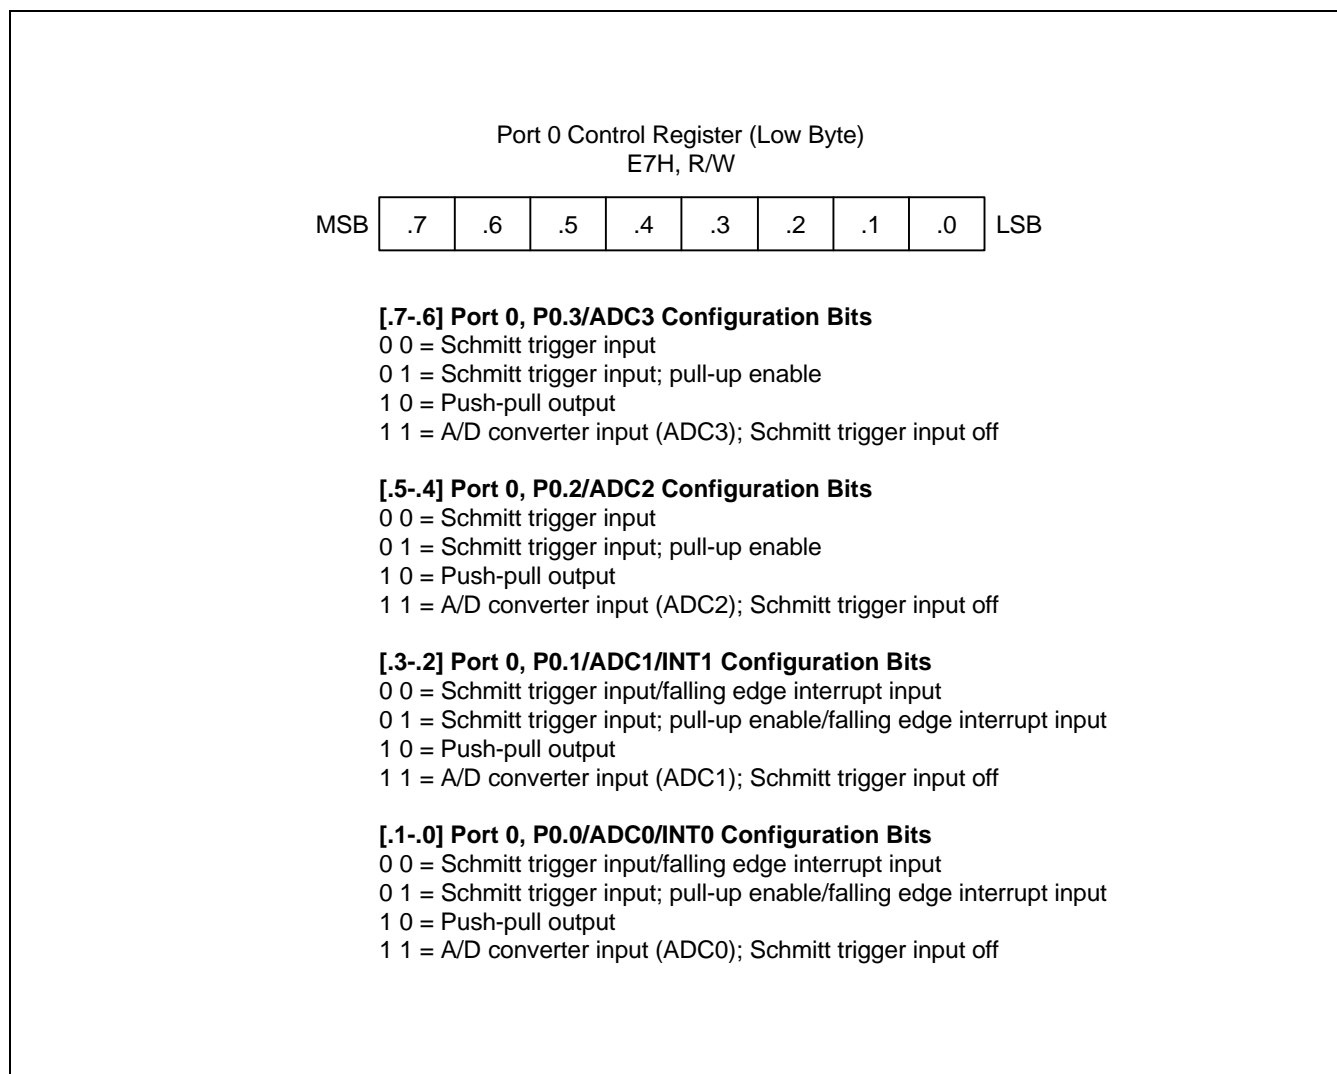 Port 0 Control Register (Low Byte)
E7H, R/W
MSB .7 .6 .5 .4 .3 .2 .1 .0 LSB
[.7-.6] Port 0, P0.3/ADC3 Configuration Bits
0 0 = Schmitt trigger input
0 1 = Schmitt trigger input; pull-up enable
1 0 = Push-pull output
1 1 = A/D converter input (ADC3); Schmitt trigger input off
[.5-.4] Port 0, P0.2/ADC2 Configuration Bits
0 0 = Schmitt trigger input
0 1 = Schmitt trigger input; pull-up enable
1 0 = Push-pull output
1 1 = A/D converter input (ADC2); Schmitt trigger input off
[.3-.2] Port 0, P0.1/ADC1/INT1 Configuration Bits
0 0 = Schmitt trigger input/falling edge interrupt input
0 1 = Schmitt trigger input; pull-up enable/falling edge interrupt input
1 0 = Push-pull output
1 1 = A/D converter input (ADC1); Schmitt trigger input off
[.1-.0] Port 0, P0.0/ADC0/INT0 Configuration Bits
0 0 = Schmitt trigger input/falling edge interrupt input
0 1 = Schmitt trigger input; pull-up enable/falling edge interrupt input
1 0 = Push-pull output
1 1 = A/D converter input (ADC0); Schmitt trigger input off